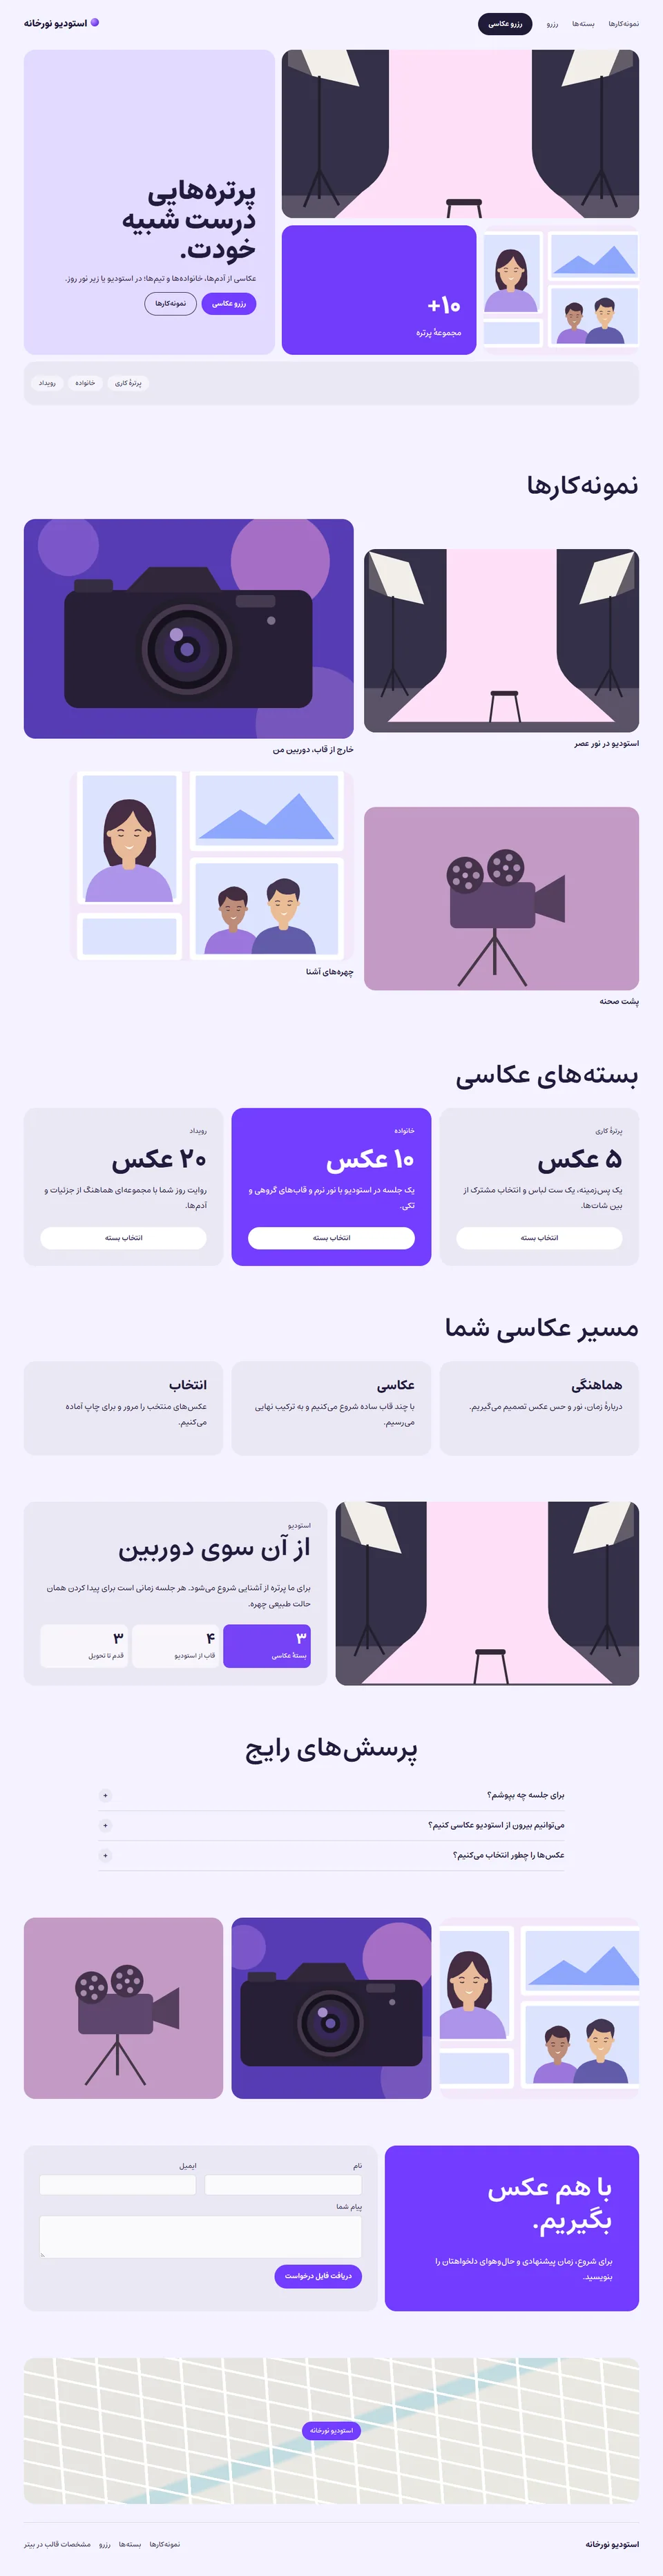 نمونه‌کارها
بسته‌ها
رزرو
رزرو عکاسی
استودیو نورخانه
پرتره‌هایی
درست شبیه
خودت.
عکاسی از آدم‌ها، خانواده‌ها و تیم‌ها؛ در استودیو یا زیر نور روز.
رزرو عکاسی
نمونه‌کارها
۱۰+
مجموعهٔ پرتره
پرترهٔ کاری
خانواده
رویداد
نمونه‌کارها
استودیو در نور عصر
خارج از قاب، دوربین من
پشت صحنه
چهره‌های آشنا
بسته‌های عکاسی
پرترهٔ کاری
۵ عکس
یک پس‌زمینه، یک ست لباس و انتخاب مشترک از
بین شات‌ها.
انتخاب بسته
خانواده
۱۰ عکس
یک جلسه در استودیو با نور نرم و قاب‌های گروهی و
تکی.
انتخاب بسته
رویداد
۲۰ عکس
روایت روز شما با مجموعه‌ای هماهنگ از جزئیات و
آدم‌ها.
انتخاب بسته
مسیر عکاسی شما
هماهنگی
دربارهٔ زمان، نور و حس عکس تصمیم می‌گیریم.
عکاسی
با چند قاب ساده شروع می‌کنیم و به ترکیب نهایی
می‌رسیم.
انتخاب
عکس‌های منتخب را مرور و برای چاپ آماده
می‌کنیم.
استودیو
از آن سوی دوربین
برای ما پرتره از آشنایی شروع می‌شود. هر جلسه زمانی است برای پیدا کردن همان
حالت طبیعی چهره.
۳
بستهٔ عکاسی
۴
قاب از استودیو
۳
قدم تا تحویل
پرسش‌های رایج
برای جلسه چه بپوشم؟
+
می‌توانیم بیرون از استودیو عکاسی کنیم؟
+
عکس‌ها را چطور انتخاب می‌کنیم؟
+
با هم عکس
بگیریم.
برای شروع، زمان پیشنهادی و حال‌وهوای دلخواهتان را
بنویسید.
نام
ایمیل
پیام شما
دریافت فایل درخواست
استودیو نورخانه
استودیو نورخانه
نمونه‌کارها
بسته‌ها
رزرو
مشخصات قالب در بیتر